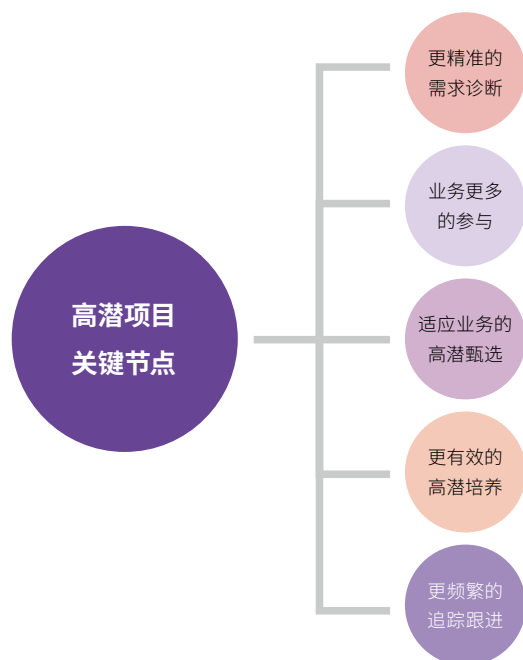 高潜项目
关键节点
更精准的
需求诊断
业务更多
的参与
适应业务的
高潜甄选
更有效的
高潜培养
更频繁的
追踪跟进